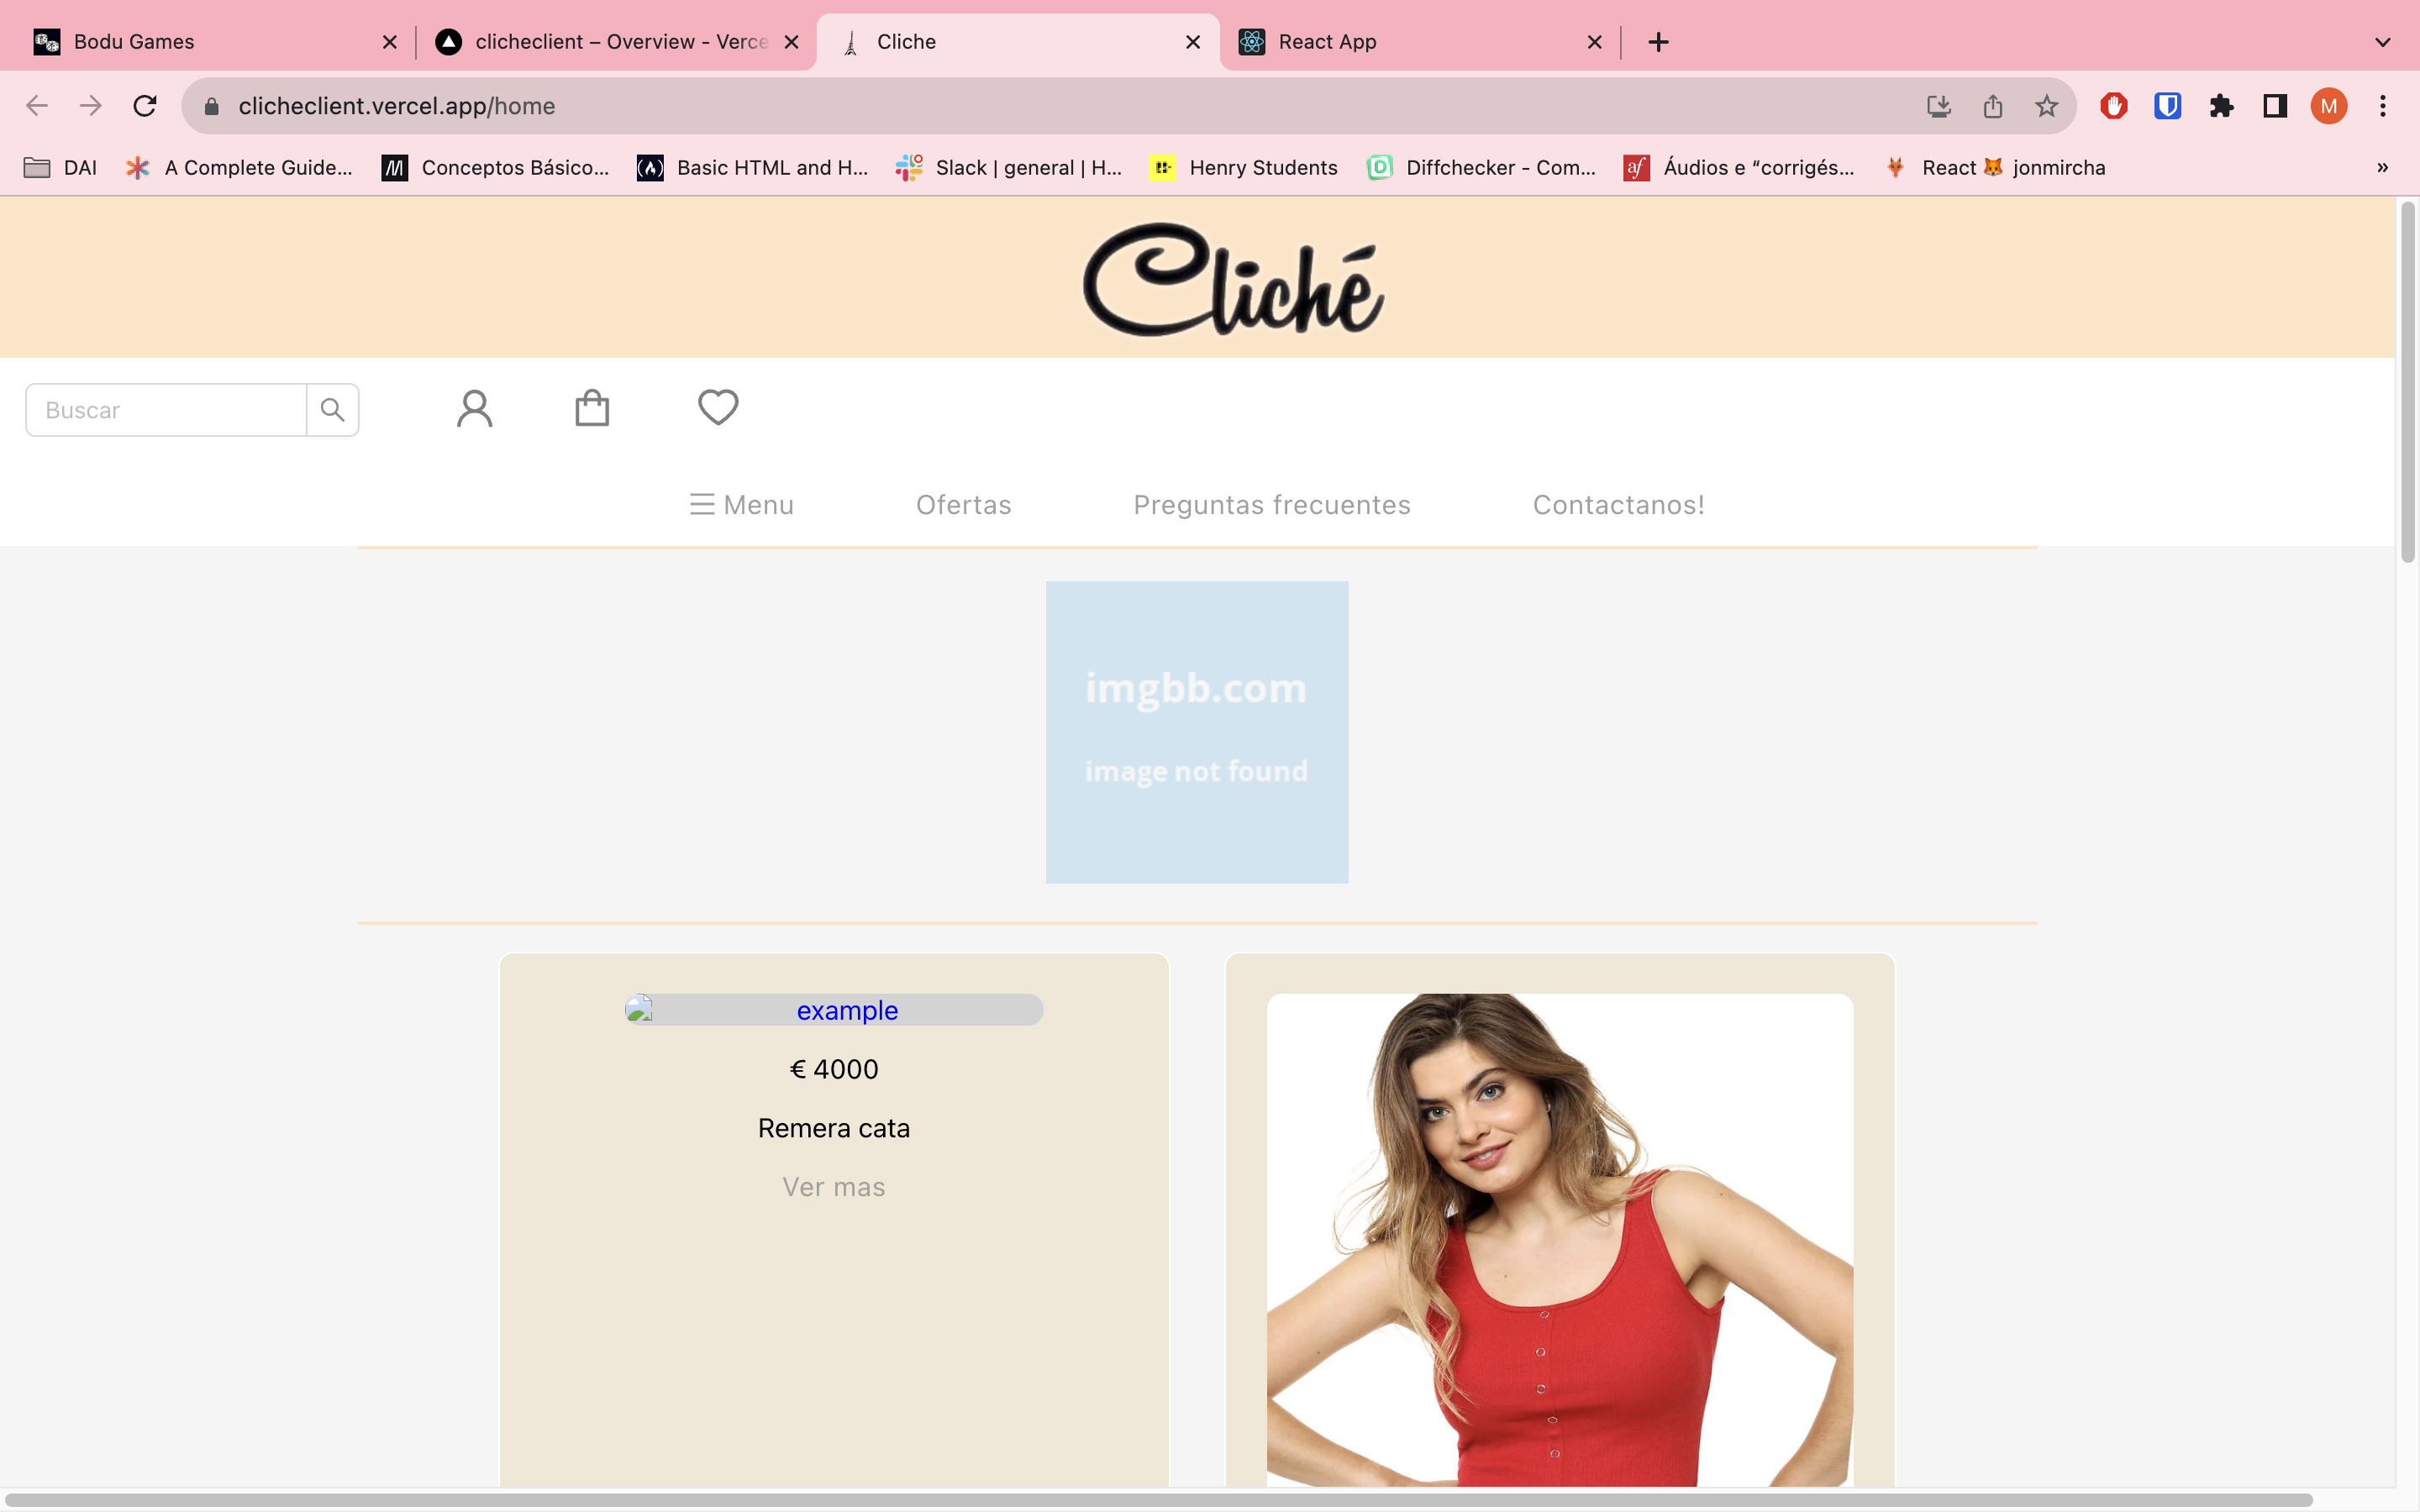 Bodu Games
clicheclient – Overview - Verce
Cliche
React App
clicheclient.vercel.app/home
M
DAI
A Complete Guide...
Conceptos Básico...
Basic HTML and H...
Slack | general | H...
Henry Students
Diffchecker - Com...
af
Áudios e “corrigés...
React 🦊 jonmircha
»
Cliché
Buscar
Menu
Ofertas
Preguntas frecuentes
Contactanos!
imgbb.com
image not found
example
€ 4000
Remera cata
Ver mas